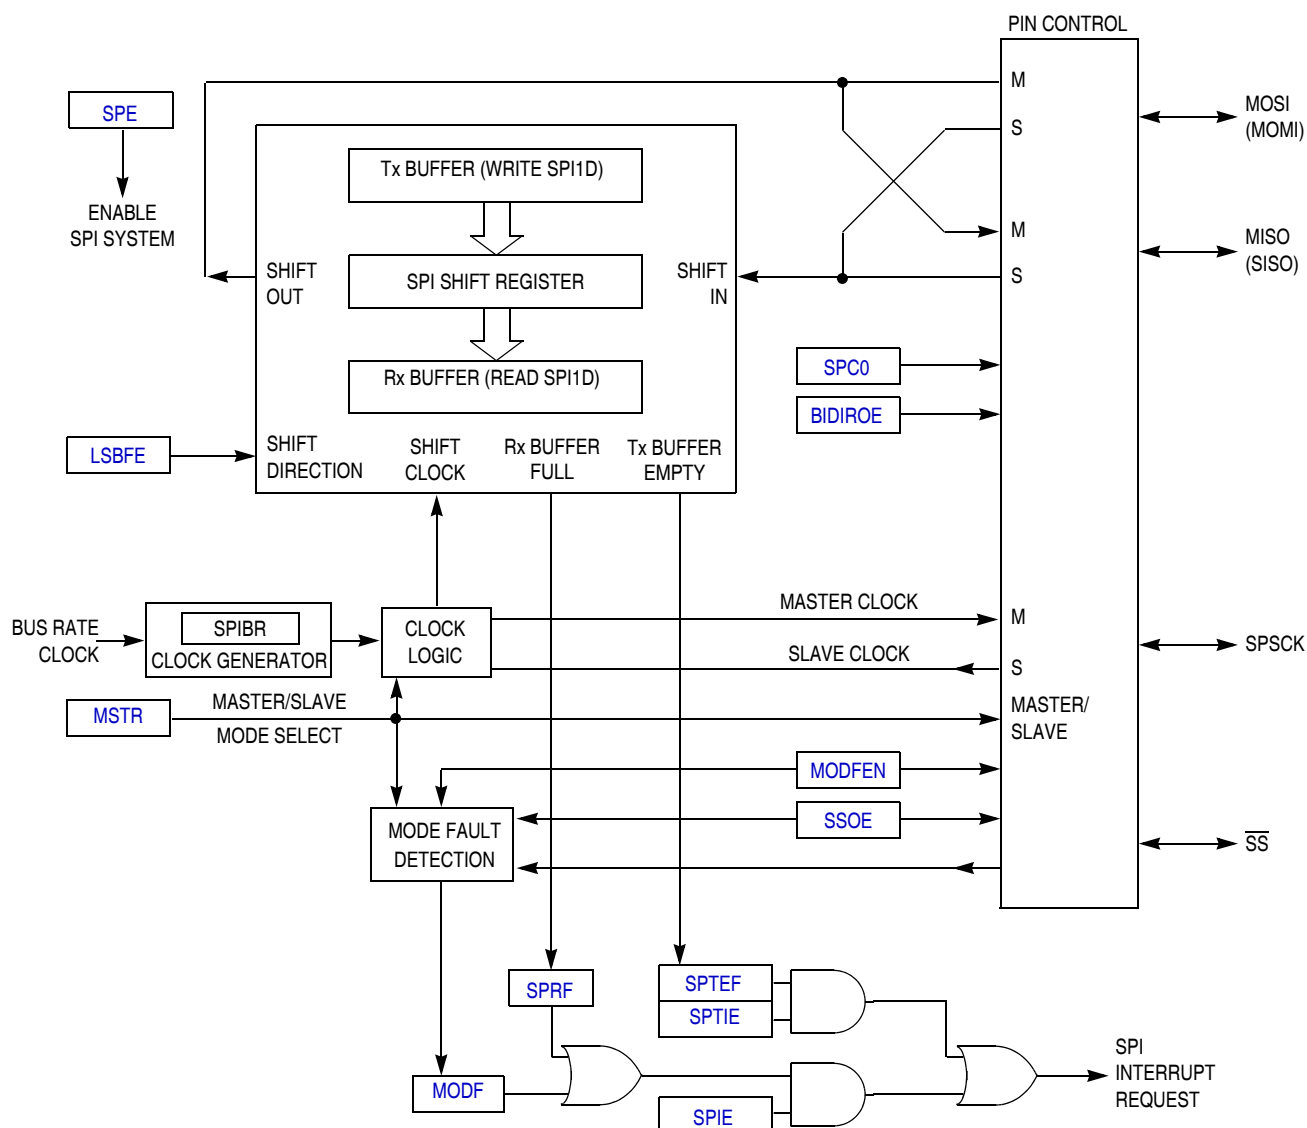 PIN CONTROL
M
SPE
MOSI
(MOMI)
S
Tx BUFFER (WRITE SPI1D)
ENABLE
SPI SYSTEM
M
MISO
(SISO)
SHIFT
OUT
SPI SHIFT REGISTER
SHIFT
IN
S
SPC0
Rx BUFFER (READ SPI1D)
BIDIROE
LSBFE
SHIFT
DIRECTION
SHIFT
CLOCK
Rx BUFFER
FULL
Tx BUFFER
EMPTY
MASTER CLOCK
M
BUS RATE
CLOCK
SPIBR
CLOCK GENERATOR
CLOCK
LOGIC
SPSCK
SLAVE CLOCK
S
MSTR
MASTER/SLAVE
MODE SELECT
MASTER/
SLAVE
MODFEN
SSOE
MODE FAULT
DETECTION
SS
SPRF
SPTEF
SPTIE
SPI
INTERRUPT
REQUEST
MODF
SPIE